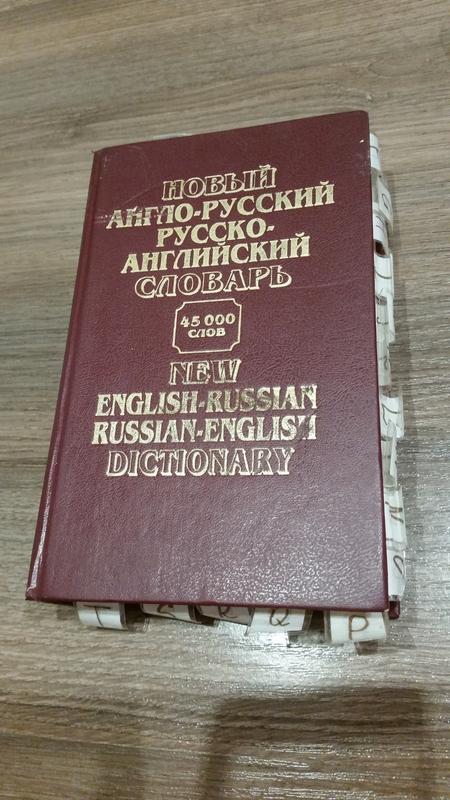 НОВЫЙ
АНГЛО-РУССКИЙ
РУССКО-
АНГЛИЙСКИЙ
СЛОВАРЬ
45 000
СЛОВ
NEW
ENGLISH-RUSSIAN
RUSSIAN-ENGLISH
DICTIONARY
T
Q
P